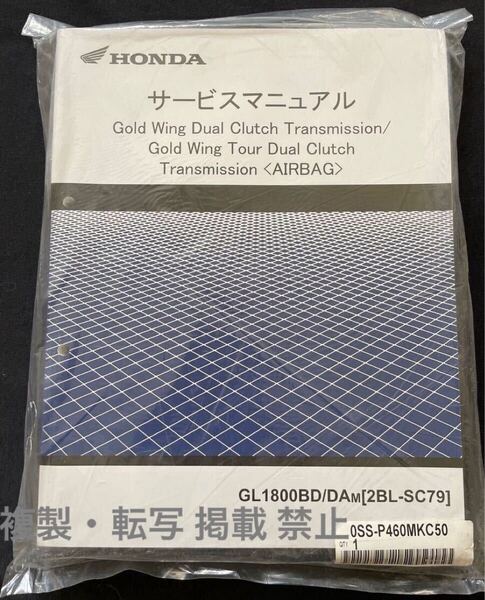 HONDA
サービスマニュアル
Gold Wing Dual Clutch Transmission/
Gold Wing Tour Dual Clutch
Transmission <AIRBAG>
GL1800BD/DAM[2BL-SC79]
複製・転写 掲載 禁止
0SS-P460MKC50
QTY 1